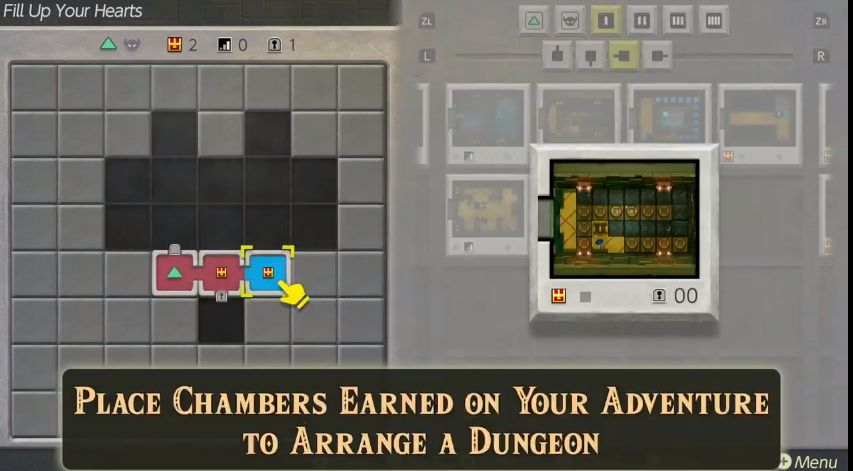 Fill Up Your Hearts
2 0 1
ZL ZR
L R
00
PLACE CHAMBERS EARNED ON YOUR ADVENTURE
TO ARRANGE A DUNGEON
+ Menu